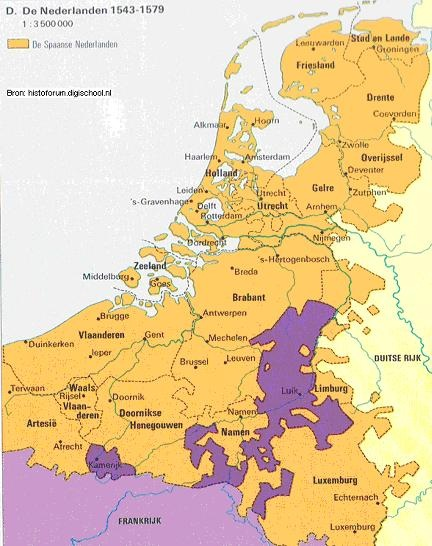 D. De Nederlanden 1543-1579
1 : 3 500 000
De Spaanse Nederlanden
Bron: histoforum.digischool.nl
Stad en Lande
Leeuwarden
Groningen
Friesland
Drente
Coevorden
Alkmaar
Hoorn
Zwolle
Overijssel
Haarlem
Amsterdam
Holland
Deventer
Leiden
Utrecht
Gelre
Zutphen
's-Gravenhage
Delft
Utrecht
Arnhem
Rotterdam
Dordrecht
Nijmegen
's-Hertogenbosch
Zeeland
Middelburg
Goes
Breda
Brabant
Brugge
Antwerpen
Vlaanderen
Duinkerken
Gent
Mechelen
Ieper
Brussel
Leuven
DUITSE RIJK
Terwaan
Waals-
Rijsel
Vlaan-
deren
Doornik
Luik
Limburg
Doornikse
Henegouwen
Namen
Artesië
Namen
Atrecht
Kamerijk
Luxemburg
Echternach
FRANKRIJK
Luxemburg